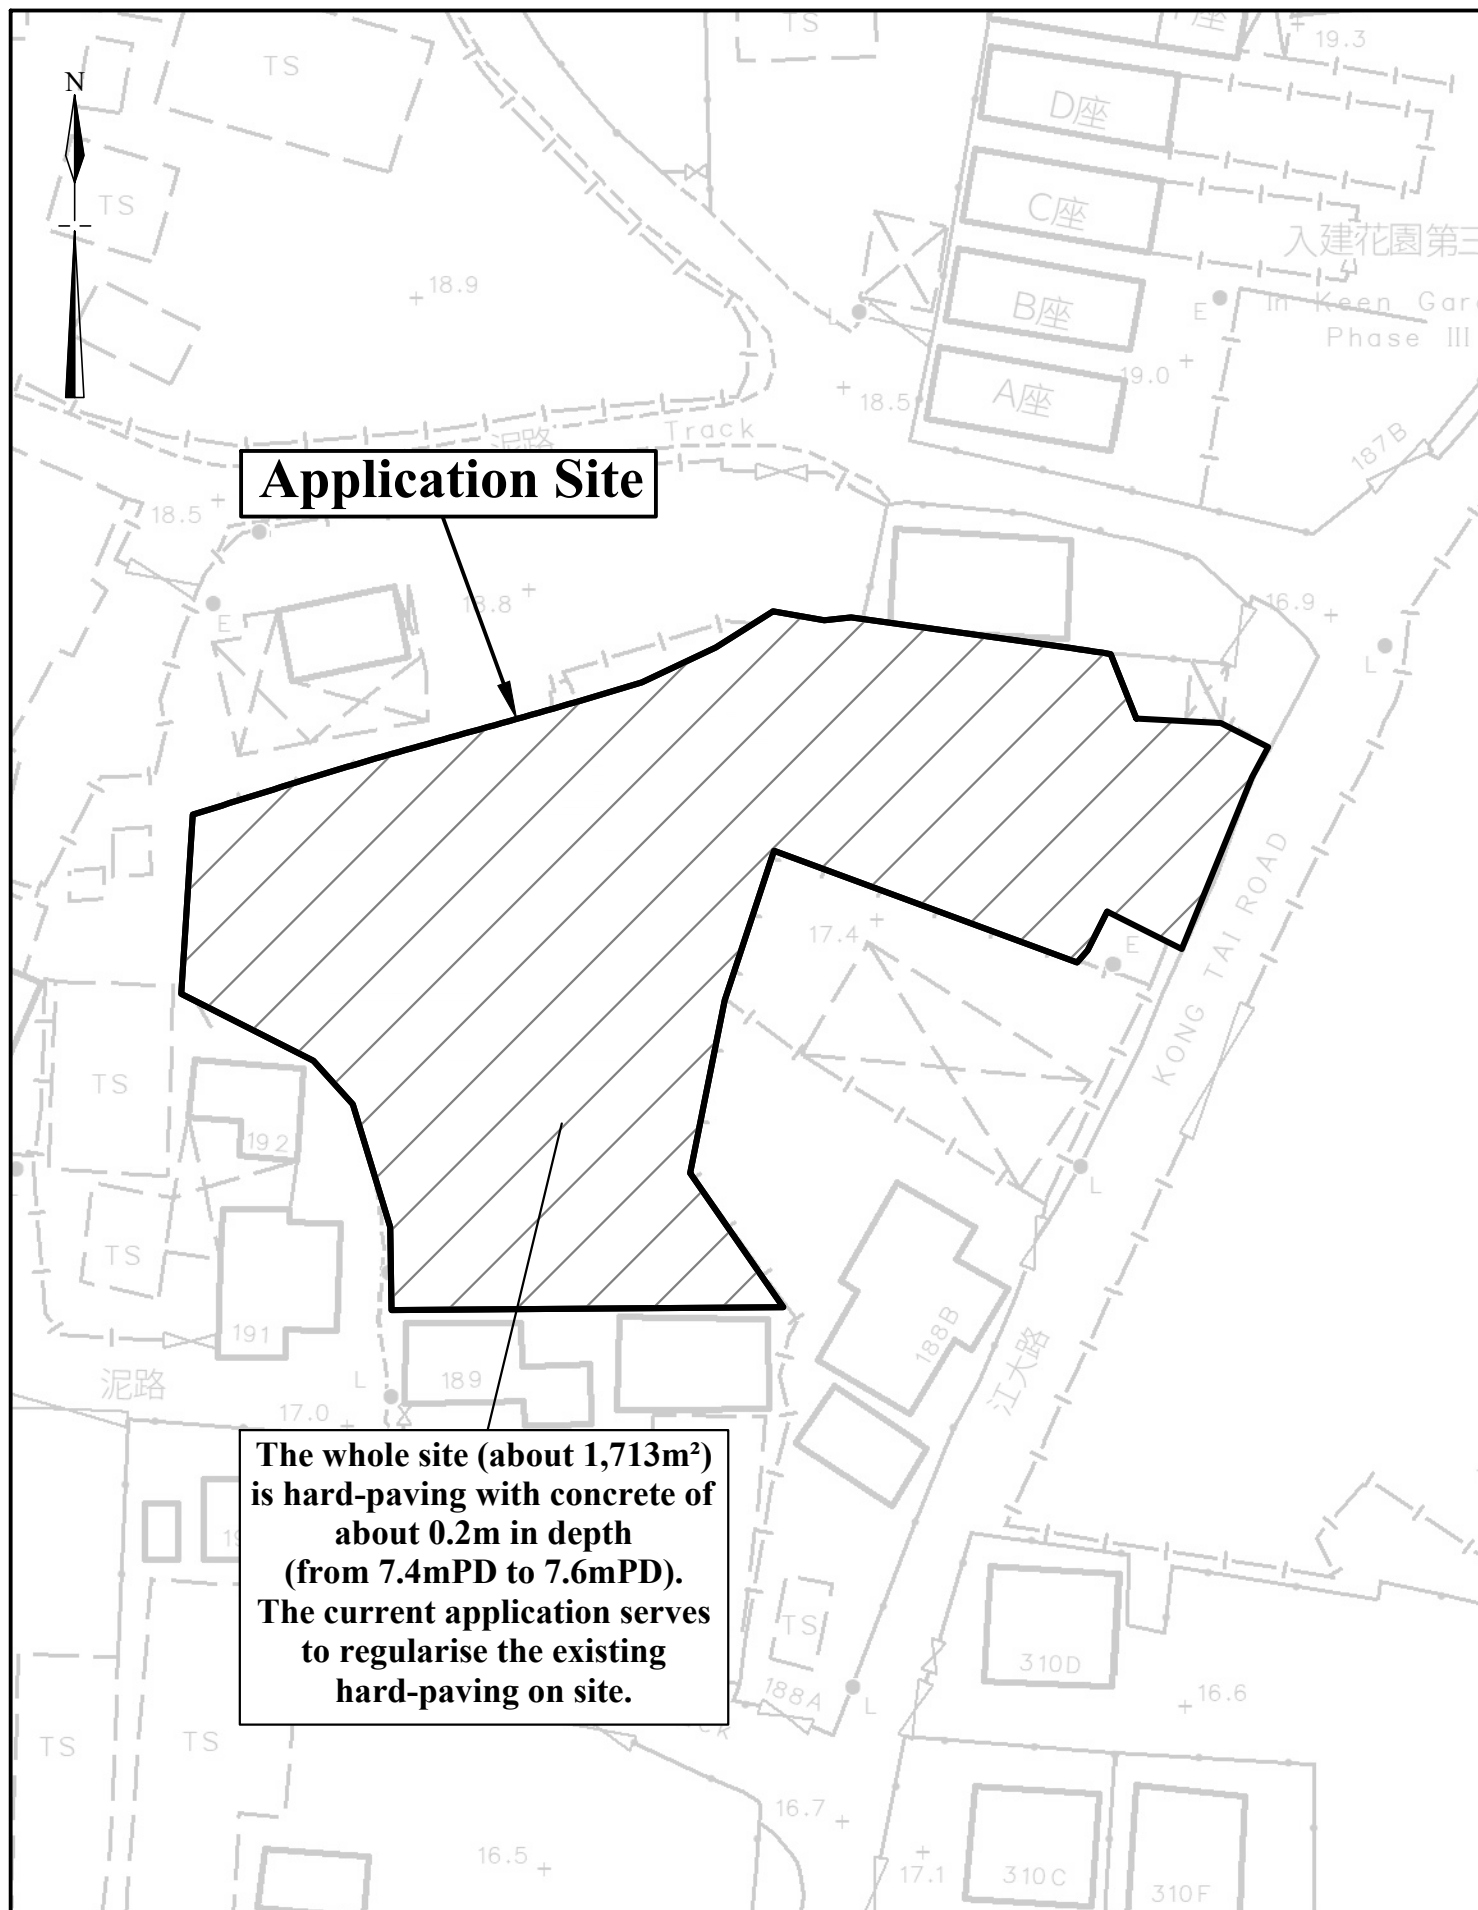 TS
TS
19.3
TS
N
D座
TS
C座
入建花園第三
18.9
B座
E
In Keen Gar
Phase III
L
A座
19.0
18.5
泥路
Track
187B
Application Site
18.5
18.8
16.9
E
L
17.4
E
KONG TAI ROAD
TS
192
L
TS
191
188B
江大路
泥路
L
189
17.0
The whole site (about 1,713m²)
is hard-paving with concrete of
about 0.2m in depth
(from 7.4mPD to 7.6mPD).
The current application serves
to regularise the existing
hard-paving on site.
TS
310D
188A
L
16.6
TS
TS
16.7
16.5
17.1
310C
310F